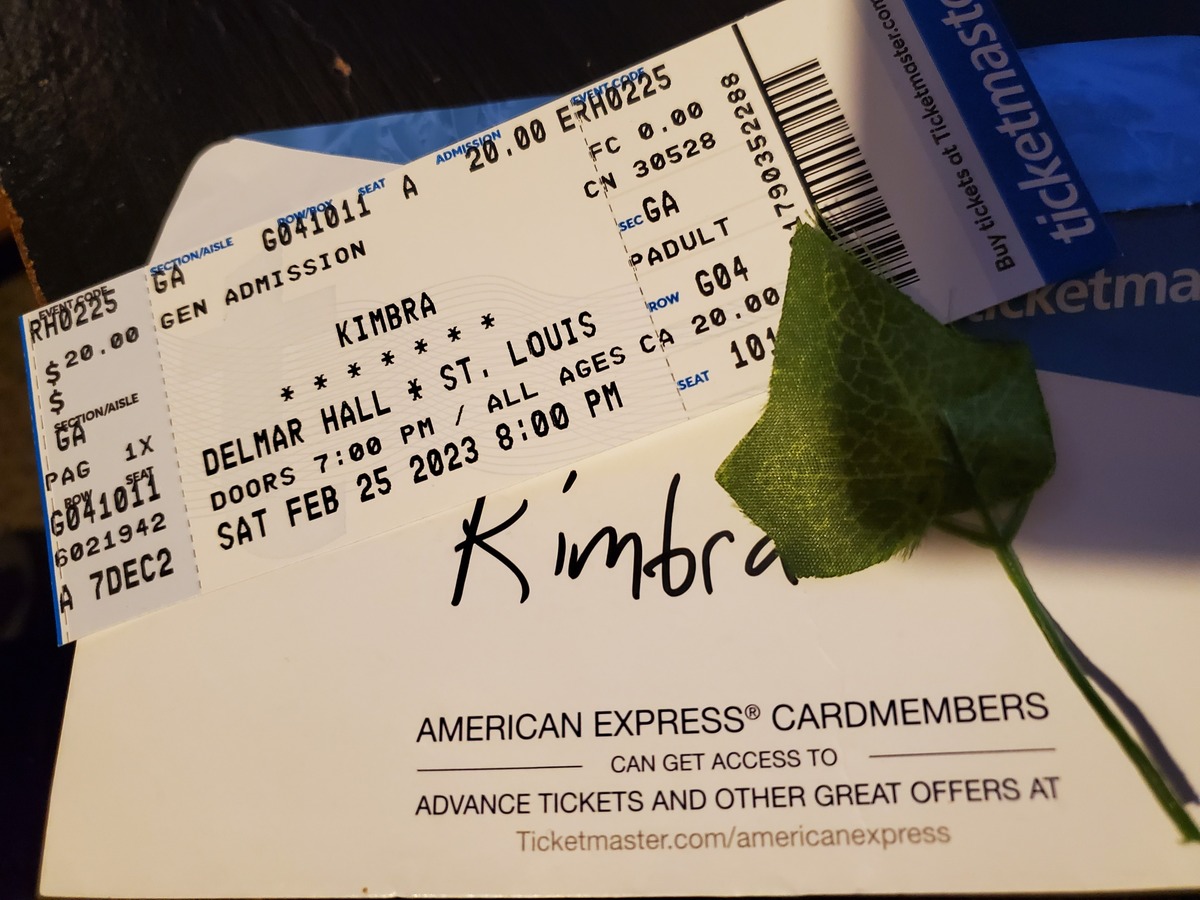 EVENT CODE
RH0225
$20.00
$
SECTION/AISLE
GA
PAG 1X
ROW SEAT
G041011
6021942
A 7DEC2
SECTION/AISLE ROW/BOX SEAT ADMISSION EVENT CODE
GA G041011 A 20.00 ERH0225
GEN ADMISSION
KIMBRA
* * * * * *
DELMAR HALL * ST. LOUIS
DOORS 7:00 PM / ALL AGES
SAT FEB 25 2023 8:00 PM
FC 0.00
CN 30528
SEC GA
PADULT
ROW G04
CA 20.00
SEAT 101
790352288
Buy tickets at Ticketmaster.com
ticketmaster
Kimbra
AMERICAN EXPRESS® CARDMEMBERS
CAN GET ACCESS TO
ADVANCE TICKETS AND OTHER GREAT OFFERS AT
Ticketmaster.com/americanexpress